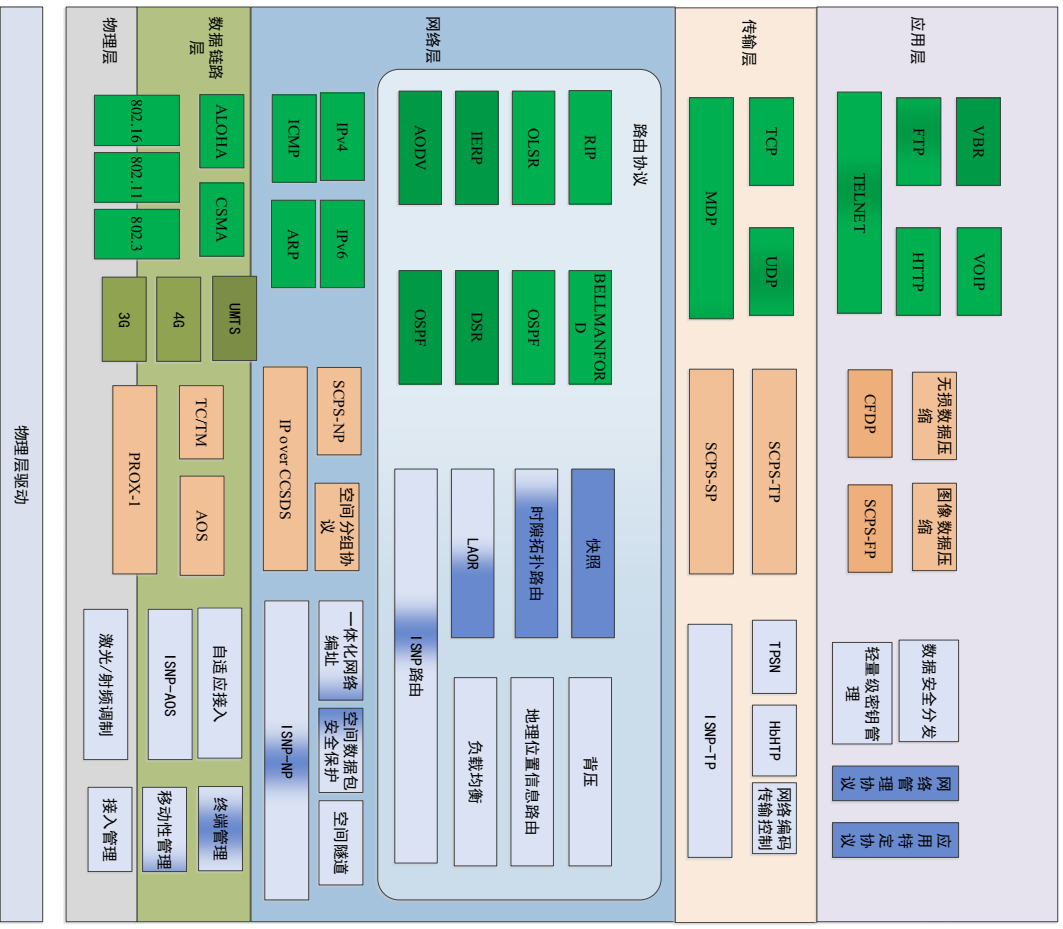 应用层
VBR
VOIP
FTP
HTTP
TELNET
无损数据压
缩
图像数据压
缩
CFDP
SCPS-FP
数据安全分发
轻量级密钥管
理
网络管理协议
应用特定协议
传输层
TCP
UDP
MDP
SCPS-TP
SCPS-SP
TPSN
HbHTP
网络编码
传输控制
ISNP-TP
网络层
路由协议
RIP
BELLMANFOR
D
OLSR
OSPF
IERP
DSR
AODV
OSPF
快照
背压
时隙拓扑路由
地理位置信息路由
LAOR
负载均衡
ISNP路由
IPv4
IPv6
ICMP
ARP
SCPS-NP
空间分组协
议
IP over CCSDS
一体化网络
编址
空间数据包
安全保护
空间隧道
ISNP-NP
数据链路
层
ALOHA
CSMA
UMTS
4G
TC/TM
AOS
自适应接入
ISNP-AOS
终端管理
移动性管理
物理层
802.16
802.11
802.3
3G
PROX-1
激光/射频调制
接入管理
物理层驱动